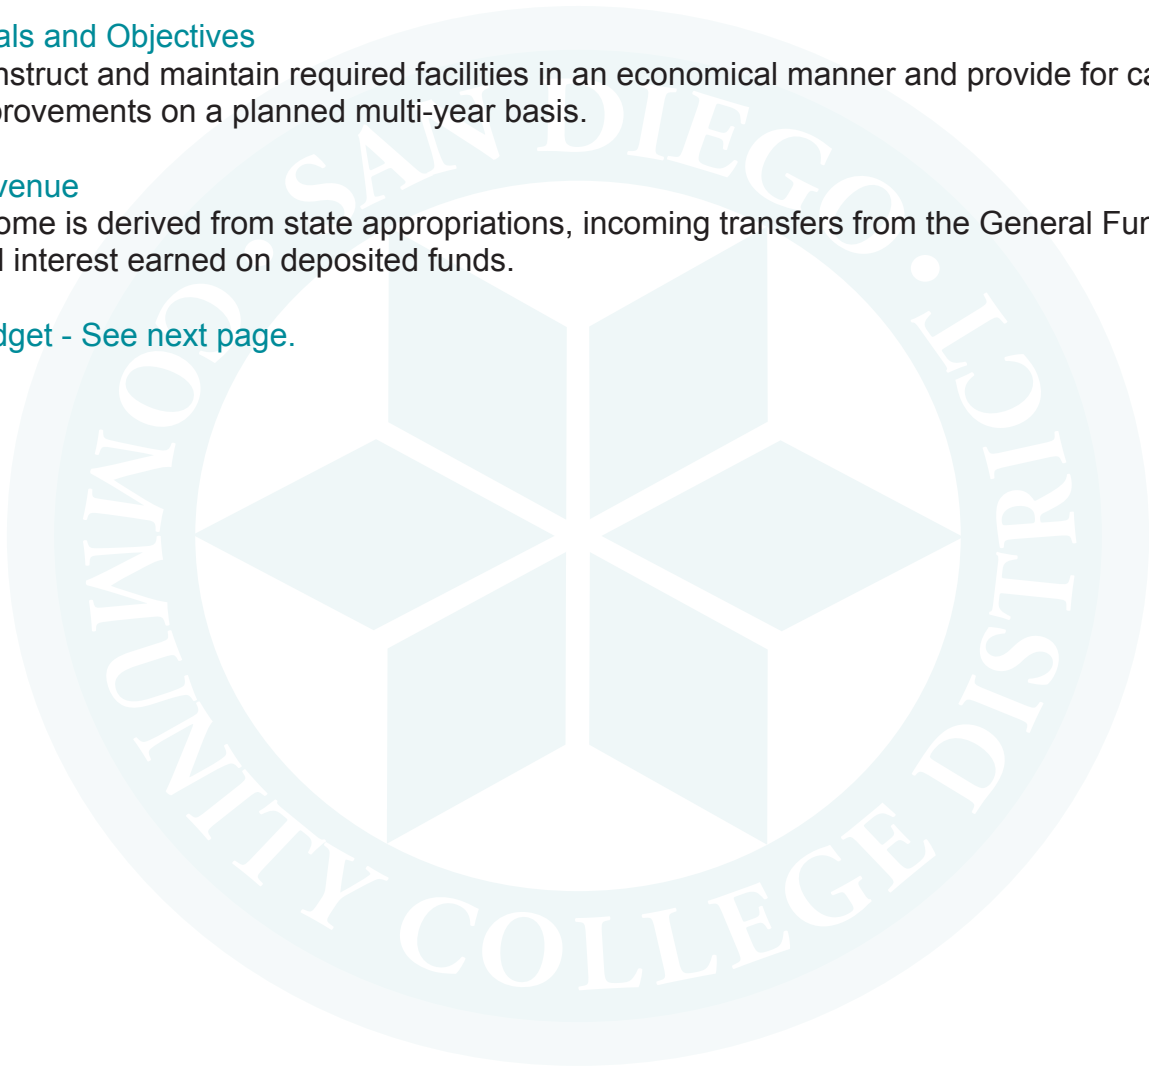 als and Objectives
nstruct and maintain required facilities in an economical manner and provide for ca
provements on a planned multi-year basis.
venue
ome is derived from state appropriations, incoming transfers from the General Fun
l interest earned on deposited funds.
dget - See next page.
SAN DIEGO • COMMUNITY COLLEGE DISTRICT •